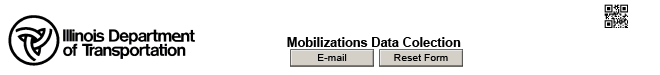 Illinois Department
of Transportation
Mobilizations Data Colection
E-mail
Reset Form